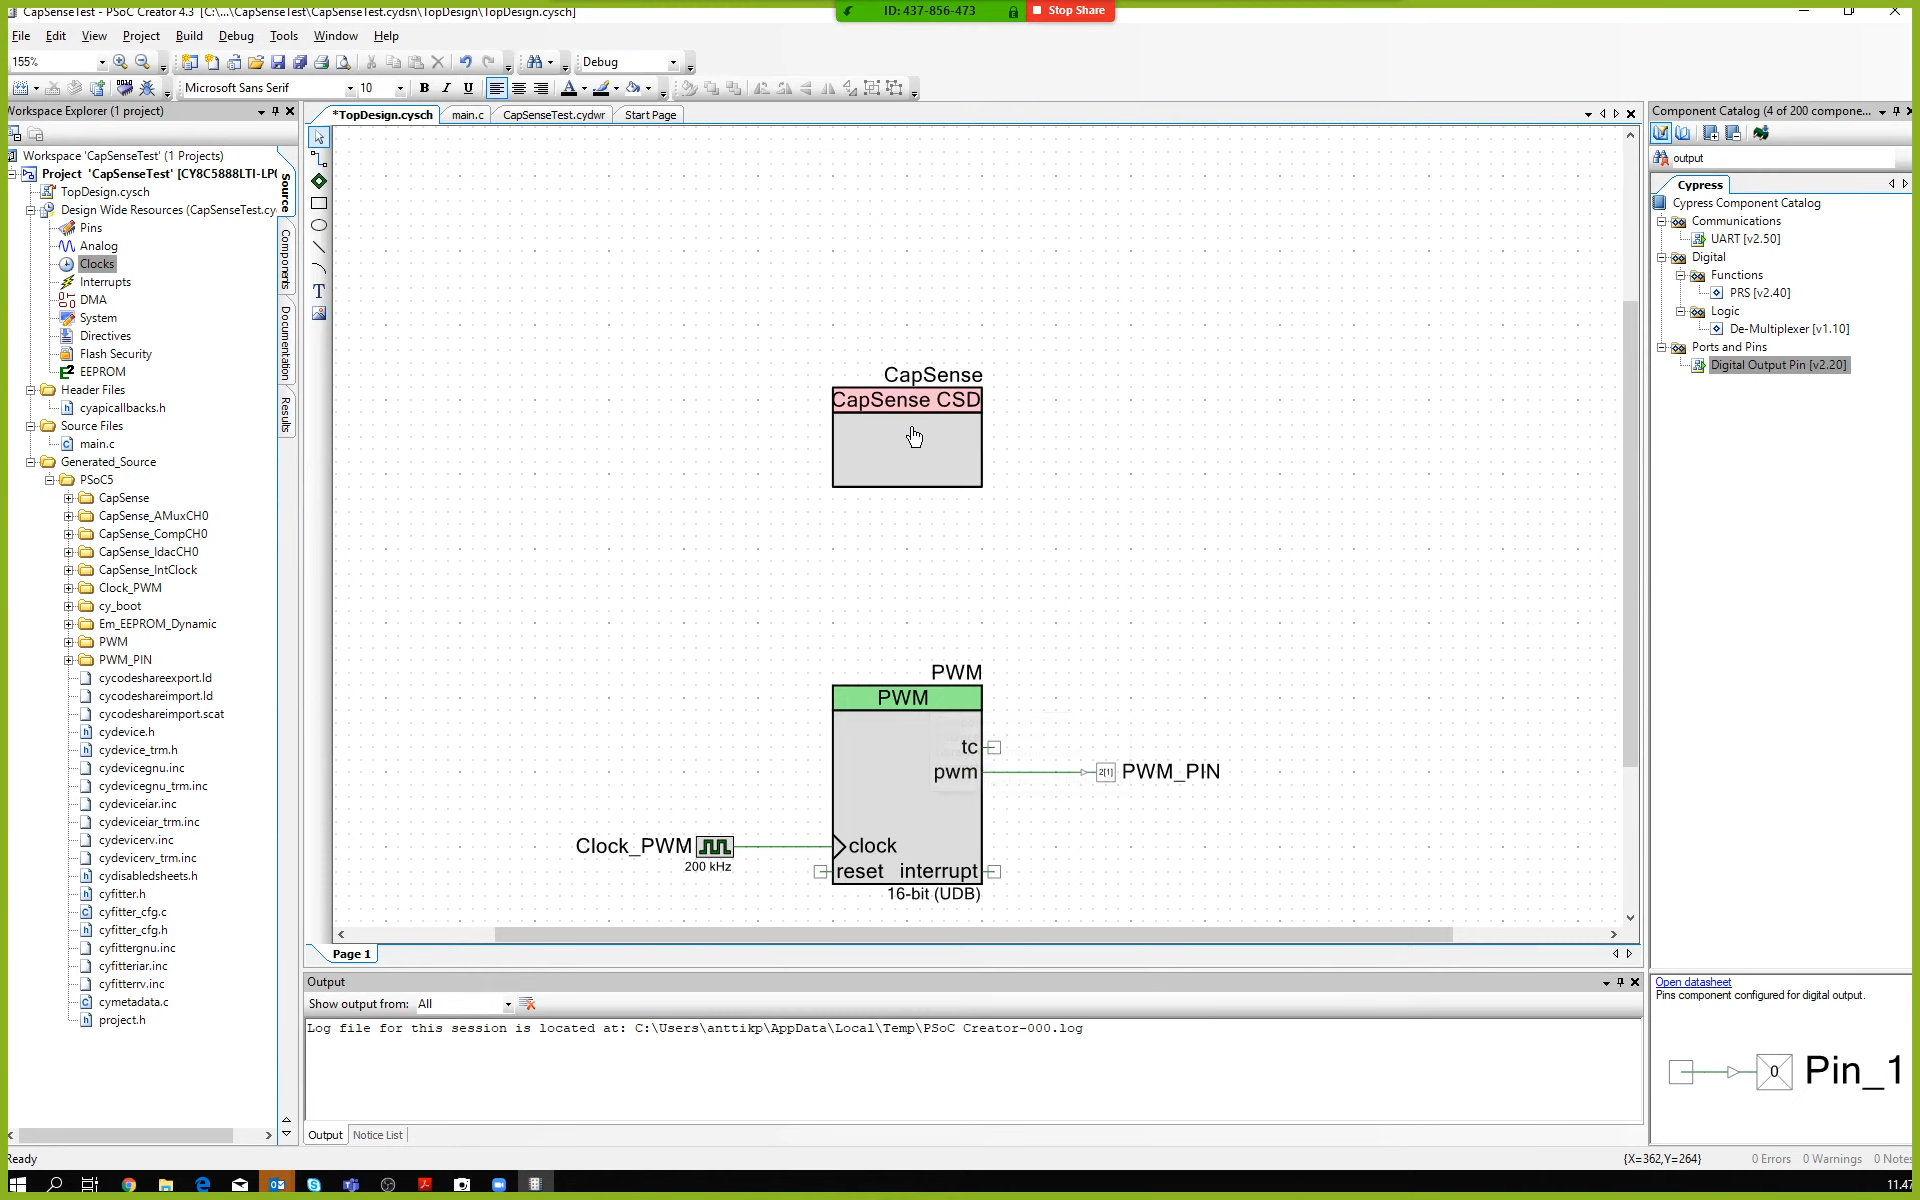 CapSenseTest - PSoC Creator 4.3 [C:\...\CapSenseTest\CapSenseTest.cydsn\TopDesign\TopDesign.cysch]
ID: 437-856-473
Stop Share
File Edit View Project Build Debug Tools Window Help
155%
Debug
Microsoft Sans Serif 10 B I U
Workspace Explorer (1 project)
Workspace 'CapSenseTest' (1 Projects)
Project 'CapSenseTest' [CY8C5888LTI-LP
TopDesign.cysch
Design Wide Resources (CapSenseTest.cy
Pins
Analog
Clocks
Interrupts
DMA
System
Directives
Flash Security
EEPROM
Header Files
cyapicallbacks.h
Source Files
main.c
Generated_Source
PSoC5
CapSense
CapSense_AMuxCH0
CapSense_CompCH0
CapSense_IdacCH0
CapSense_IntClock
Clock_PWM
cy_boot
Em_EEPROM_Dynamic
PWM
PWM_PIN
cycodeshareexport.ld
cycodeshareimport.ld
cycodeshareimport.scat
cydevice.h
cydevice_trm.h
cydevicegnu.inc
cydevicegnu_trm.inc
cydeviceiar.inc
cydeviceiar_trm.inc
cydevicerv.inc
cydevicerv_trm.inc
cydisabledsheets.h
cyfitter.h
cyfitter_cfg.c
cyfitter_cfg.h
cyfittergnu.inc
cyfitteriar.inc
cyfitterrv.inc
cymetadata.c
project.h
Source
Components
Documentation
Results
*TopDesign.cysch main.c CapSenseTest.cydwr Start Page
CapSense
CapSense CSD
PWM
PWM
tc
pwm
2[1] PWM_PIN
Clock_PWM
200 kHz
clock
reset interrupt
16-bit (UDB)
Page 1
Output
Show output from: All
Log file for this session is located at: C:\Users\anttikp\AppData\Local\Temp\PSoC Creator-000.log
Output Notice List
Component Catalog (4 of 200 compone...
output
Cypress
Cypress Component Catalog
Communications
UART [v2.50]
Digital
Functions
PRS [v2.40]
Logic
De-Multiplexer [v1.10]
Ports and Pins
Digital Output Pin [v2.20]
Open datasheet
Pins component configured for digital output.
0 Pin_1
Ready
{X=362,Y=264} 0 Errors 0 Warnings 0 Notes
11.47